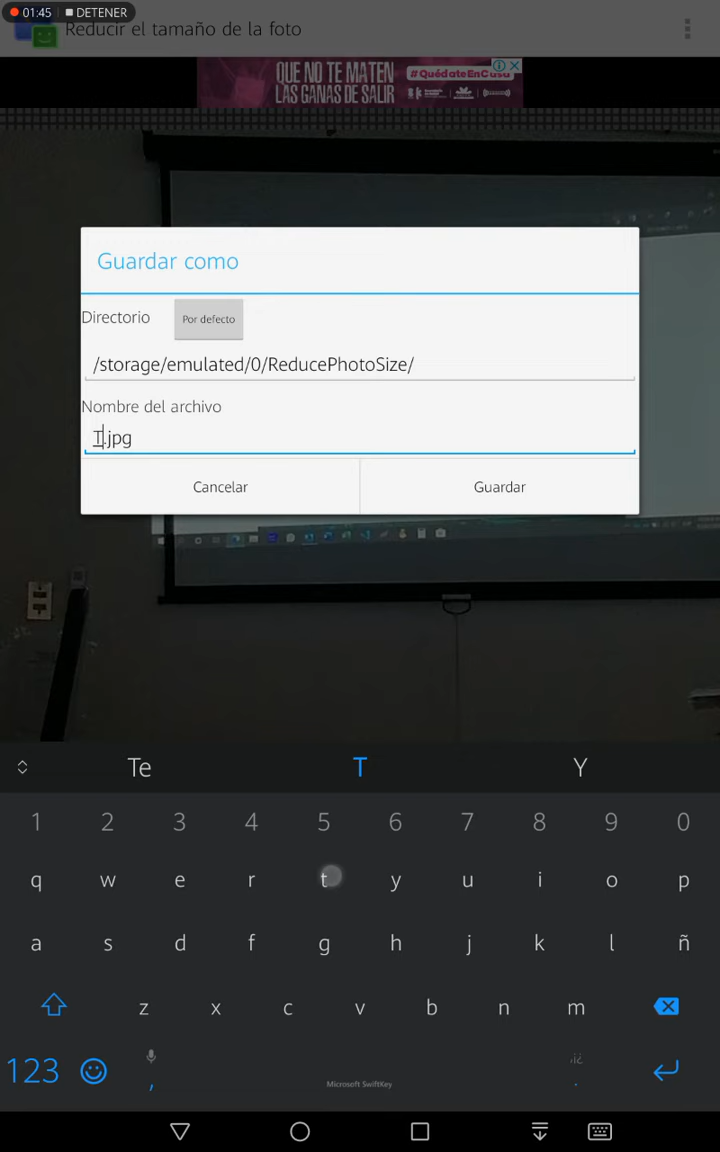 01:45 DETENER
Reducir el tamaño de la foto
QUE NO TE MATEN
LAS GANAS DE SALIR
#QuédateEnCasa
Guardar como
Directorio
Por defecto
/storage/emulated/0/ReducePhotoSize/
Nombre del archivo
T.jpg
Cancelar
Guardar
Te
T
Y
1 2 3 4 5 6 7 8 9 0
q w e r t y u i o p
a s d f g h j k l ñ
z x c v b n m
123
,
Microsoft SwiftKey
.